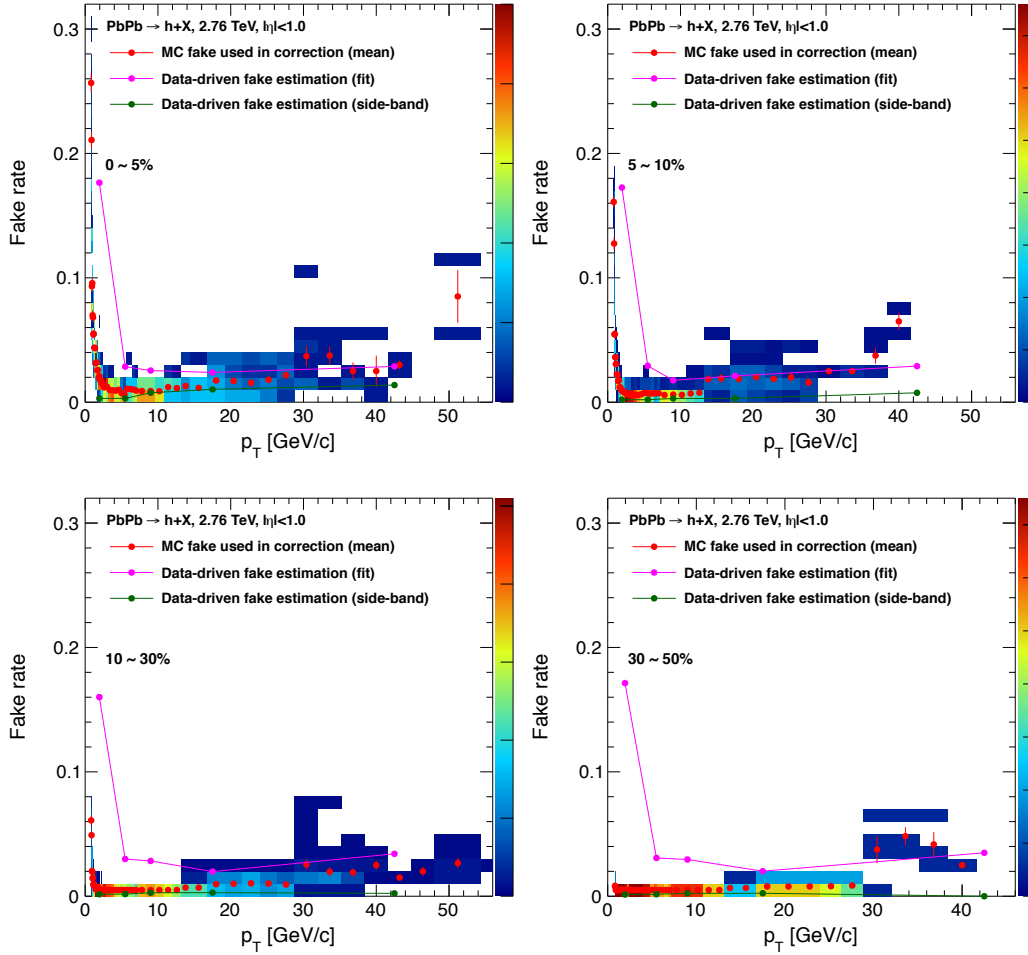 PbPb → h+X, 2.76 TeV, |η|<1.0
MC fake used in correction (mean)
Data-driven fake estimation (fit)
Data-driven fake estimation (side-band)
0 ~ 5%
Fake rate
0.3
0.2
0.1
0
0 10 20 30 40 50
p_T [GeV/c]
PbPb → h+X, 2.76 TeV, |η|<1.0
MC fake used in correction (mean)
Data-driven fake estimation (fit)
Data-driven fake estimation (side-band)
5 ~ 10%
Fake rate
0.3
0.2
0.1
0
0 10 20 30 40 50
p_T [GeV/c]
PbPb → h+X, 2.76 TeV, |η|<1.0
MC fake used in correction (mean)
Data-driven fake estimation (fit)
Data-driven fake estimation (side-band)
10 ~ 30%
Fake rate
0.3
0.2
0.1
0
0 10 20 30 40 50
p_T [GeV/c]
PbPb → h+X, 2.76 TeV, |η|<1.0
MC fake used in correction (mean)
Data-driven fake estimation (fit)
Data-driven fake estimation (side-band)
30 ~ 50%
Fake rate
0.3
0.2
0.1
0
0 10 20 30 40
p_T [GeV/c]